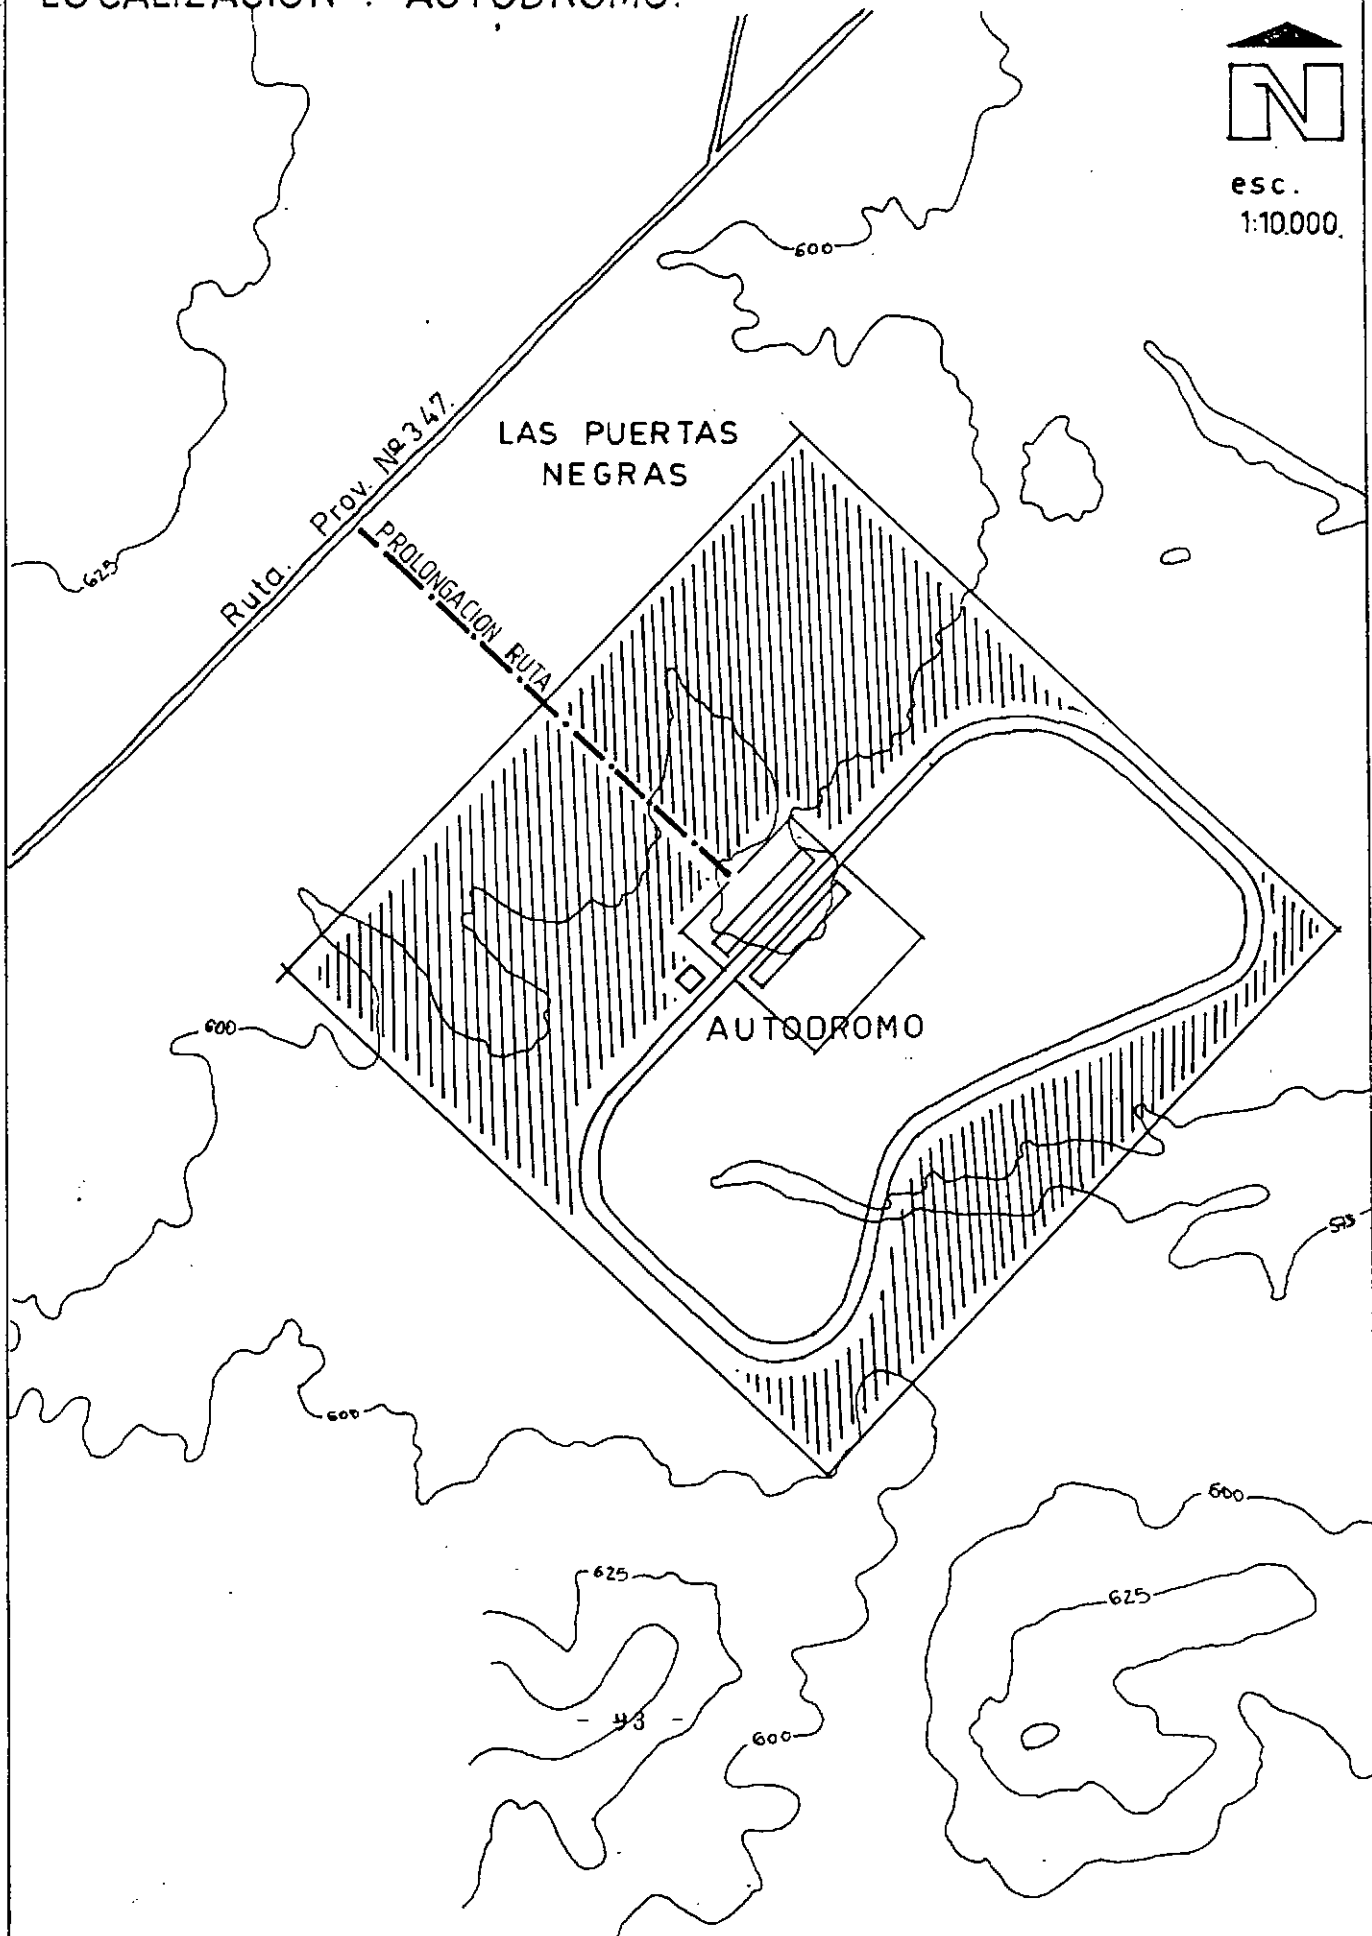 LOCALIZACION : AUTODROMO.
N
esc.
1:10.000.
600
LAS PUERTAS
NEGRAS
Ruta. Prov. Nº 347.
625
PROLONGACION RUTA
600
AUTODROMO
575
600
600
625
625
- 43 -
600